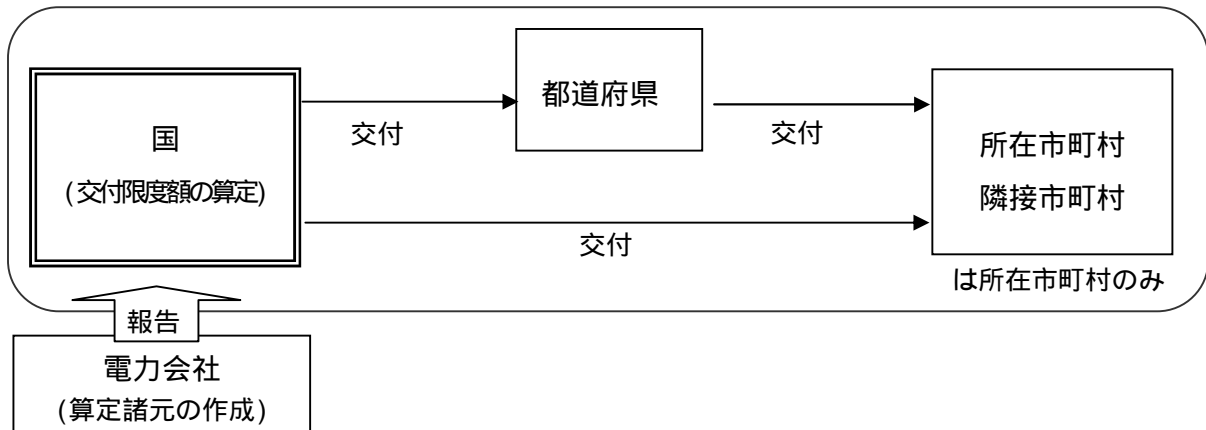 都道府県
国
(交付限度額の算定)
交付
交付
所在市町村
隣接市町村
交付
は所在市町村のみ
報告
電力会社
(算定諸元の作成)